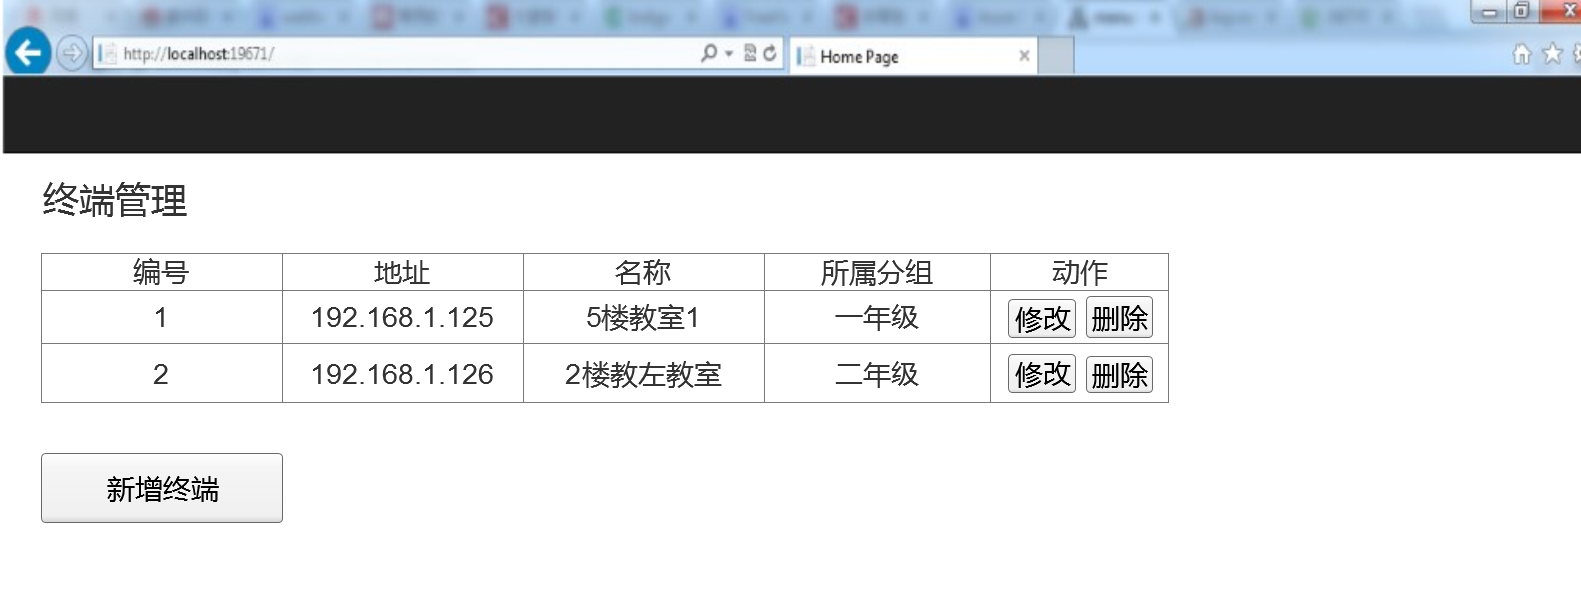 http://localhost:19671/
Home Page
终端管理
编号 地址 名称 所属分组 动作
1 192.168.1.125 5楼教室1 一年级 修改 删除
2 192.168.1.126 2楼教左教室 二年级 修改 删除
新增终端